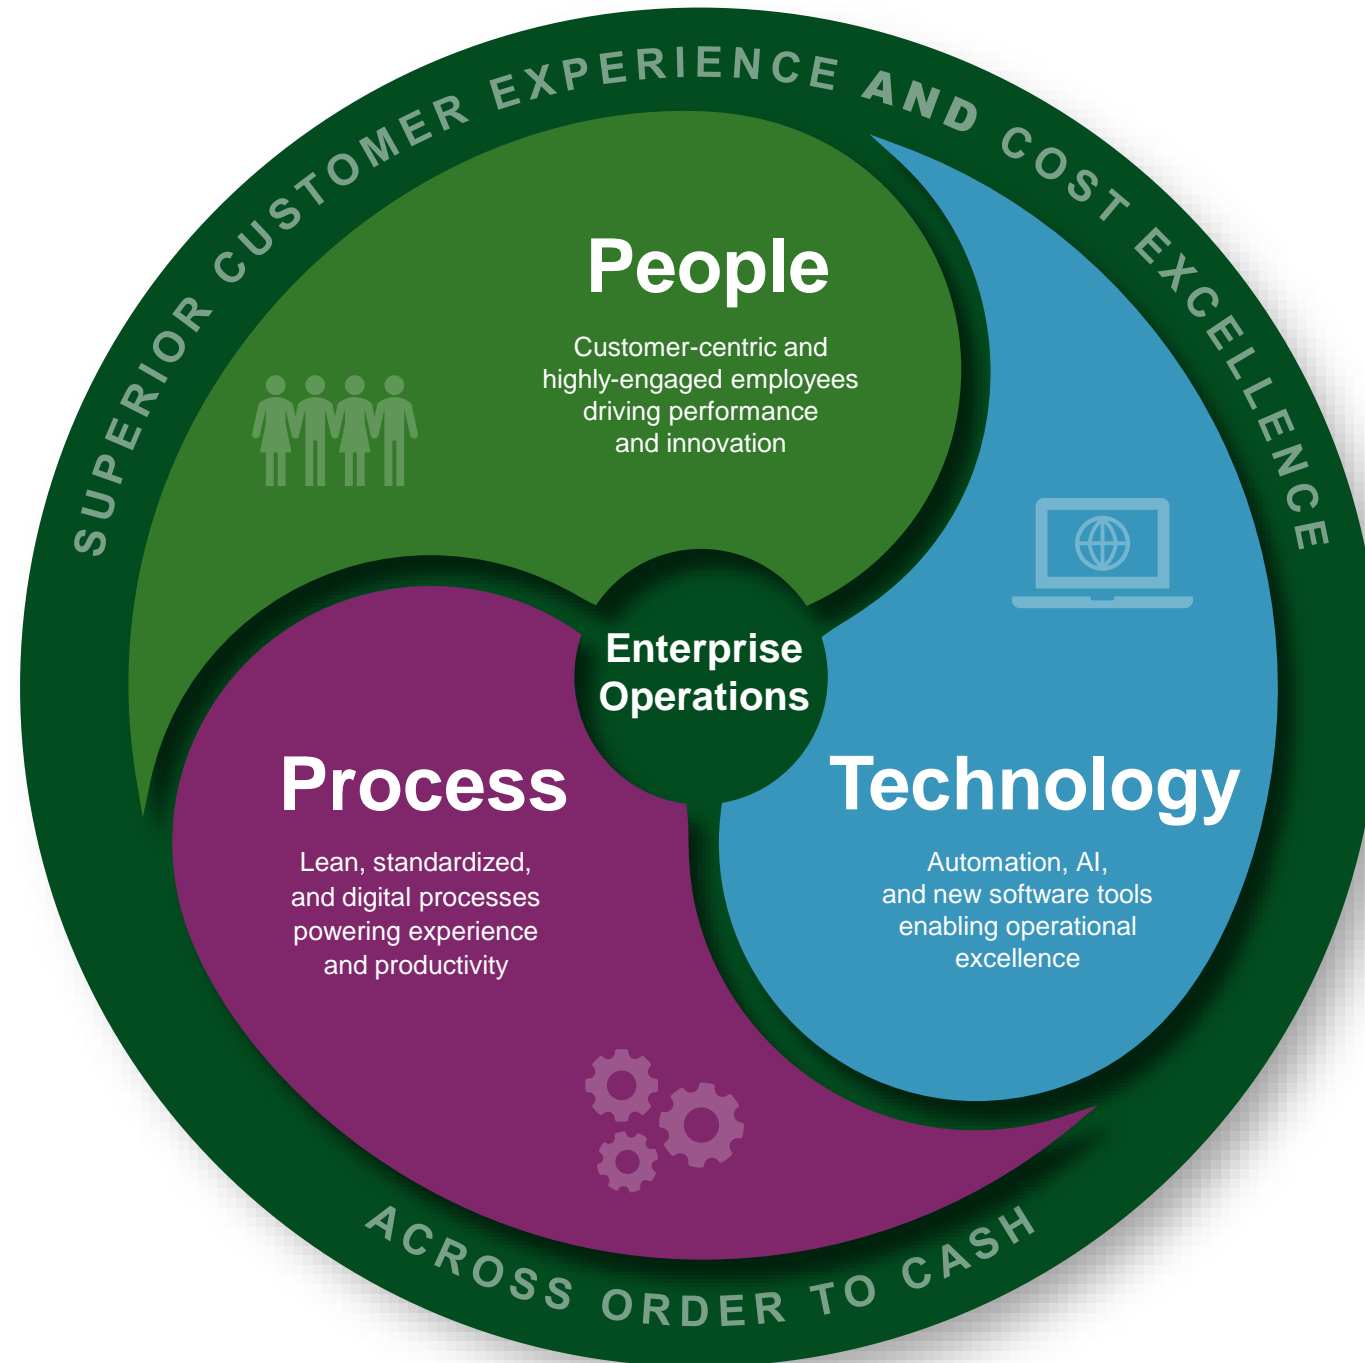 SUPERIOR CUSTOMER EXPERIENCE AND COST EXCELLENCE
People
Customer-centric and
highly-engaged employees
driving performance
and innovation
Enterprise
Operations
Process
Lean, standardized,
and digital processes
powering experience
and productivity
Technology
Automation, AI,
and new software tools
enabling operational
excellence
ACROSS ORDER TO CASH